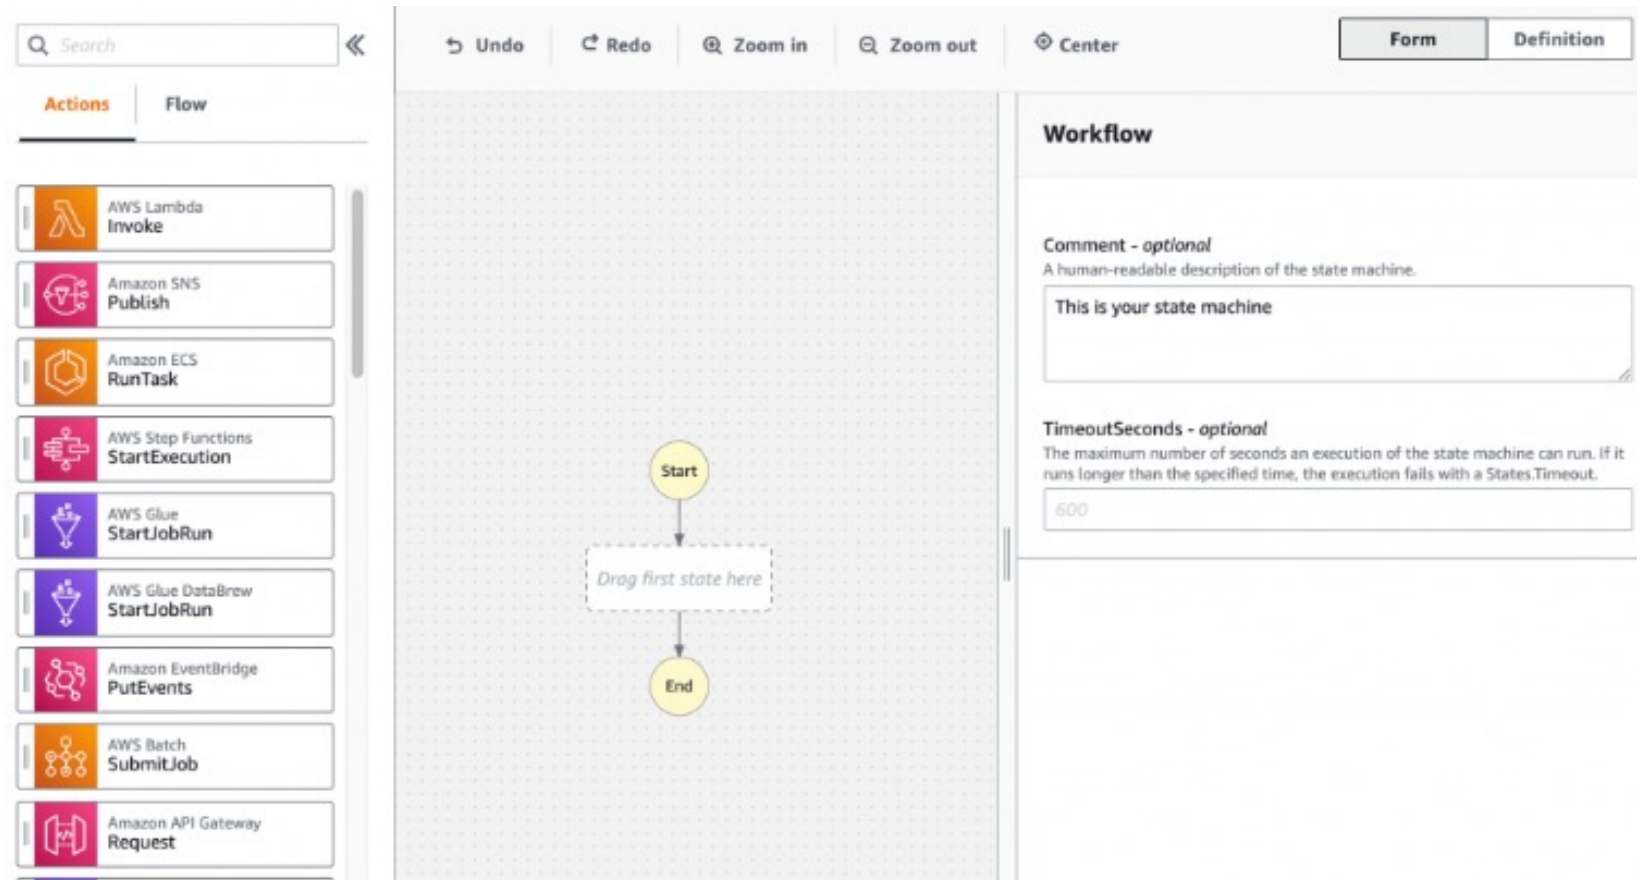 Search
Actions
Flow
AWS Lambda
Invoke
Amazon SNS
Publish
Amazon ECS
RunTask
AWS Step Functions
StartExecution
AWS Glue
StartJobRun
AWS Glue DataBrew
StartJobRun
Amazon EventBridge
PutEvents
AWS Batch
SubmitJob
Amazon API Gateway
Request
Undo
Redo
Zoom in
Zoom out
Center
Form
Definition
Start
Drag first state here
End
Workflow
Comment - optional
A human-readable description of the state machine.
This is your state machine
TimeoutSeconds - optional
The maximum number of seconds an execution of the state machine can run. If it
runs longer than the specified time, the execution fails with a States.Timeout.
600